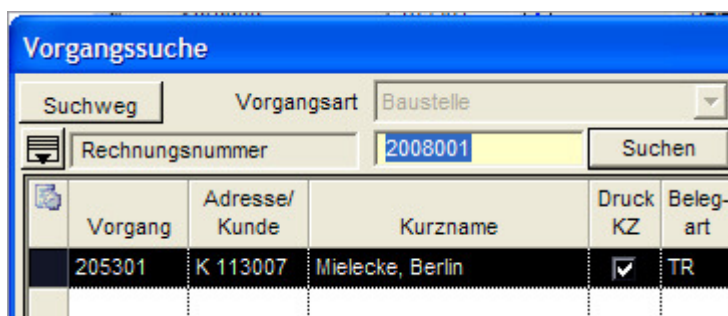 Vorgangssuche
Suchweg Vorgangsart Baustelle
Rechnungsnummer 2008001 Suchen
Vorgang Adresse/ Kunde Kurzname Druck KZ Beleg- art
205301 K 113007 Mielecke, Berlin TR